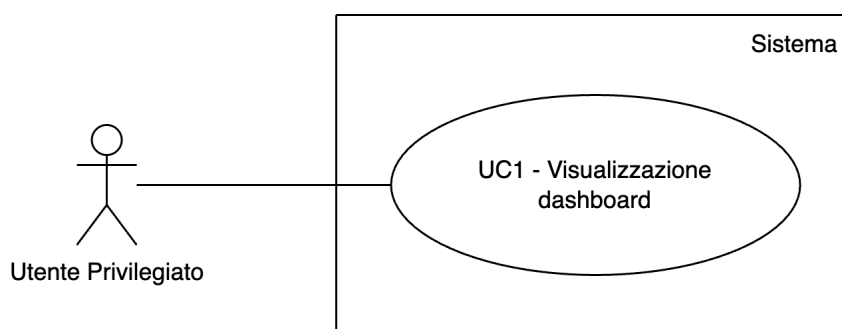 Sistema
UC1 - Visualizzazione
dashboard
Utente Privilegiato